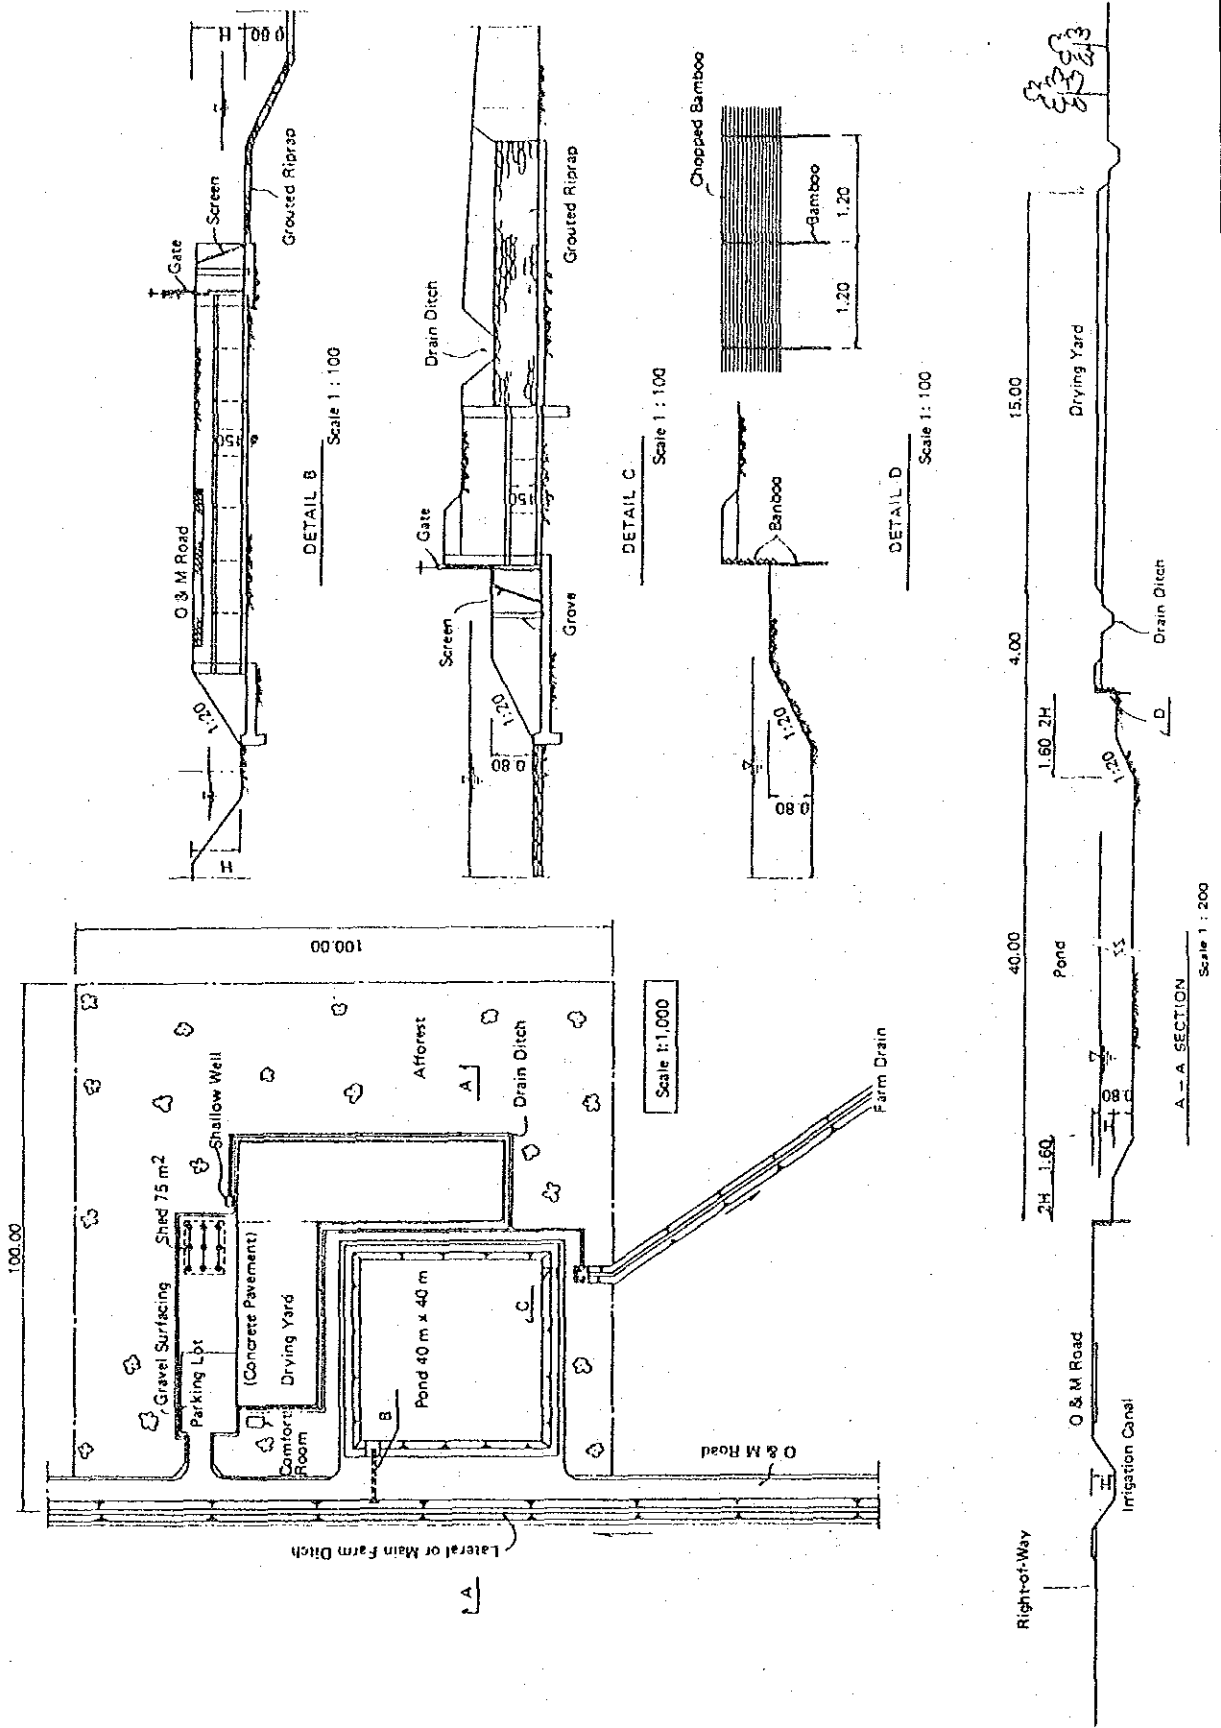 100.00
100.00
Gravel Surfacing
Shed 75 m²
Parking Lot
Shallow Well
(Concrete Pavement)
Drying Yard
Comfort
Room
Afforest
A
Drain Ditch
B
Pond 40 m x 40 m
C
O & M Road
Farm Drain
Lateral or Main Farm Ditch
A
Scale 1:1,000
H
1:20
O & M Road
150
Gate
Screen
Grouted Riprap
H
0.80
DETAIL B
Scale 1 : 100
0.80
1:20
Screen
Gate
Grove
150
Drain Ditch
Grouted Riprap
DETAIL C
Scale 1 : 100
0.80
1:20
Banboo
Chopped Bamboo
Bamboo
1.20
1.20
DETAIL D
Scale 1 : 100
Right-of-Way
Irrigation Canal
H
O & M Road
2H
1.60
H
0.80
40.00
Pond
1.60
2H
1:20
D
4.00
Drain Ditch
15.00
Drying Yard
A - A SECTION
Scale 1 : 200